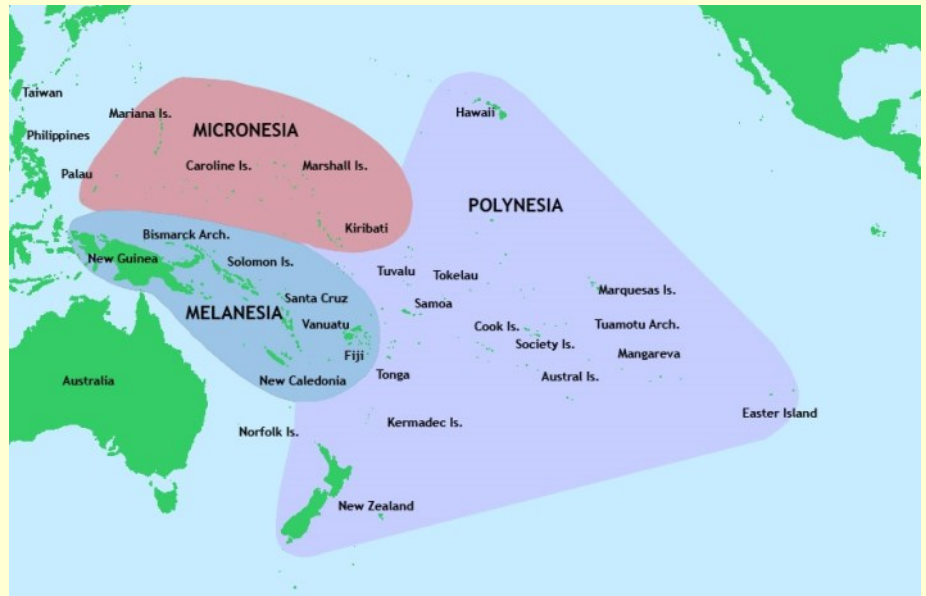 Taiwan
Hawaii
Mariana Is.
MICRONESIA
Philippines
Caroline Is.
Marshall Is.
Palau
POLYNESIA
Kiribati
Bismarck Arch.
New Guinea
Solomon Is.
Tuvalu
Tokelau
Marquesas Is.
Santa Cruz
Samoa
MELANESIA
Vanuatu
Cook Is.
Tuamotu Arch.
Society Is.
Fiji
Mangareva
Australia
New Caledonia
Tonga
Austral Is.
Easter Island
Kermadec Is.
Norfolk Is.
New Zealand